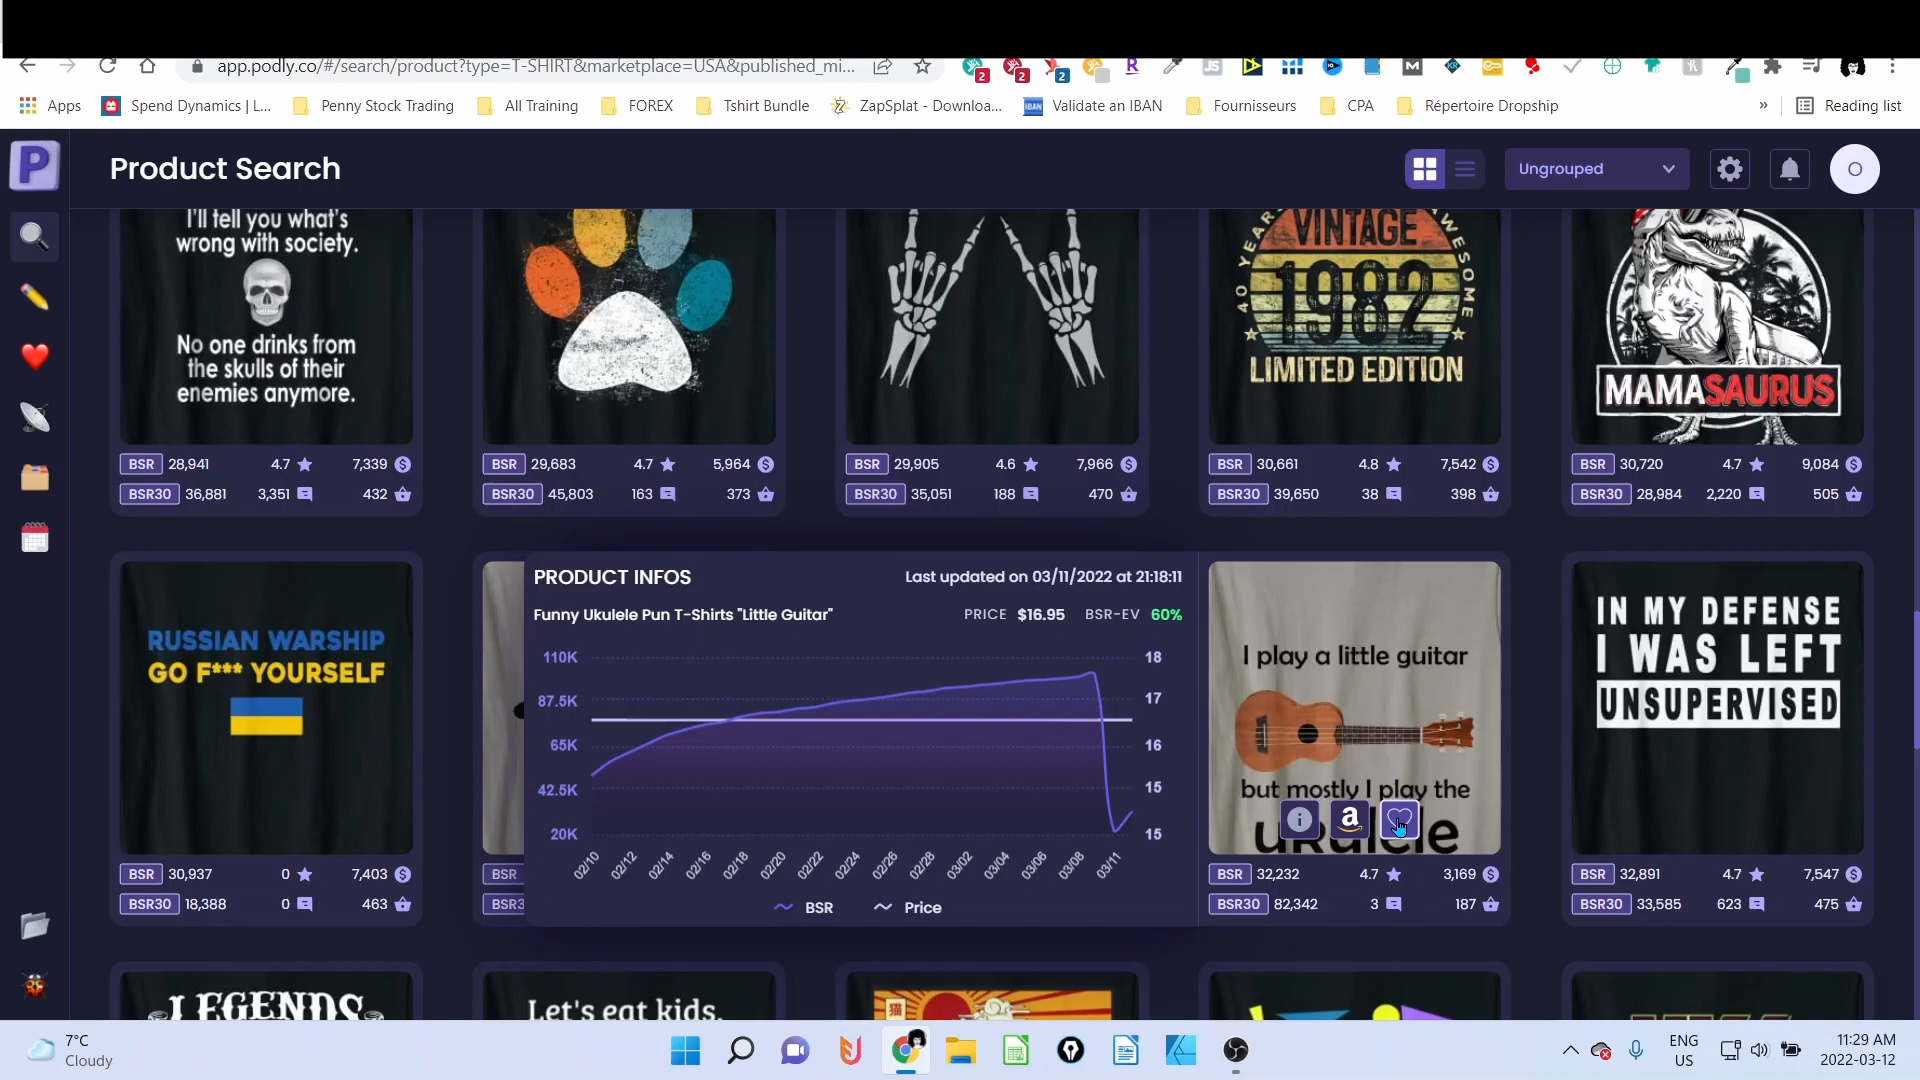 app.podly.co/#/search/product?type=T-SHIRT&marketplace=USA&published_mi...
2
2
2
Apps
Spend Dynamics | L...
Penny Stock Trading
All Training
FOREX
Tshirt Bundle
ZapSplat - Downloa...
Validate an IBAN
Fournisseurs
CPA
Répertoire Dropship
»
Reading list
P
Product Search
Ungrouped
O
I'll tell you what's
wrong with society.
No one drinks from
the skulls of their
enemies anymore.
40 YEARS
AWESOME
VINTAGE
1982
LIMITED EDITION
MAMASAURUS
BSR 28,941 4.7 7,339
BSR30 36,881 3,351 432
BSR 29,683 4.7 5,964
BSR30 45,803 163 373
BSR 29,905 4.6 7,966
BSR30 35,051 188 470
BSR 30,661 4.8 7,542
BSR30 39,650 38 398
BSR 30,720 4.7 9,084
BSR30 28,984 2,220 505
RUSSIAN WARSHIP
GO F*** YOURSELF
BSR 30,937 0 7,403
BSR30 18,388 0 463
BSR
BSR3
PRODUCT INFOS
Last updated on 03/11/2022 at 21:18:11
Funny Ukulele Pun T-Shirts "Little Guitar"
PRICE $16.95 BSR-EV 60%
110K
87.5K
65K
42.5K
20K
18
17
16
15
15
02/10
02/12
02/14
02/16
02/18
02/20
02/22
02/24
02/26
02/28
03/02
03/04
03/06
03/08
03/11
BSR
Price
I play a little guitar
but mostly I play the
ukulele
BSR 32,232 4.7 3,169
BSR30 82,342 3 187
IN MY DEFENSE
I WAS LEFT
UNSUPERVISED
BSR 32,891 4.7 7,547
BSR30 33,585 623 475
LEGENDS
Let's eat kids.
7°C
Cloudy
ENG
US
11:29 AM
2022-03-12